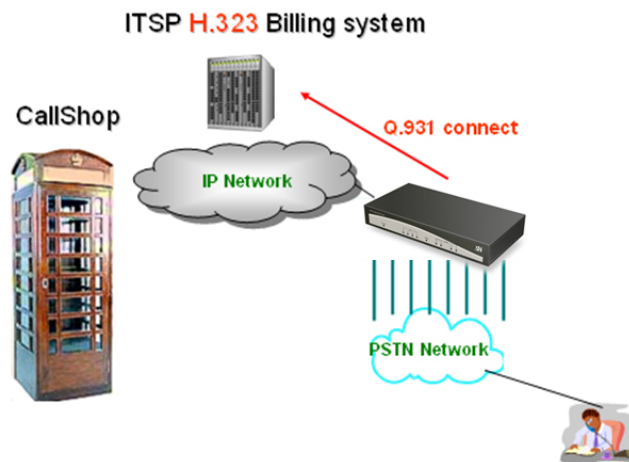 ITSP H.323 Billing system
CallShop
Q.931 connect
IP Network
PSTN Network